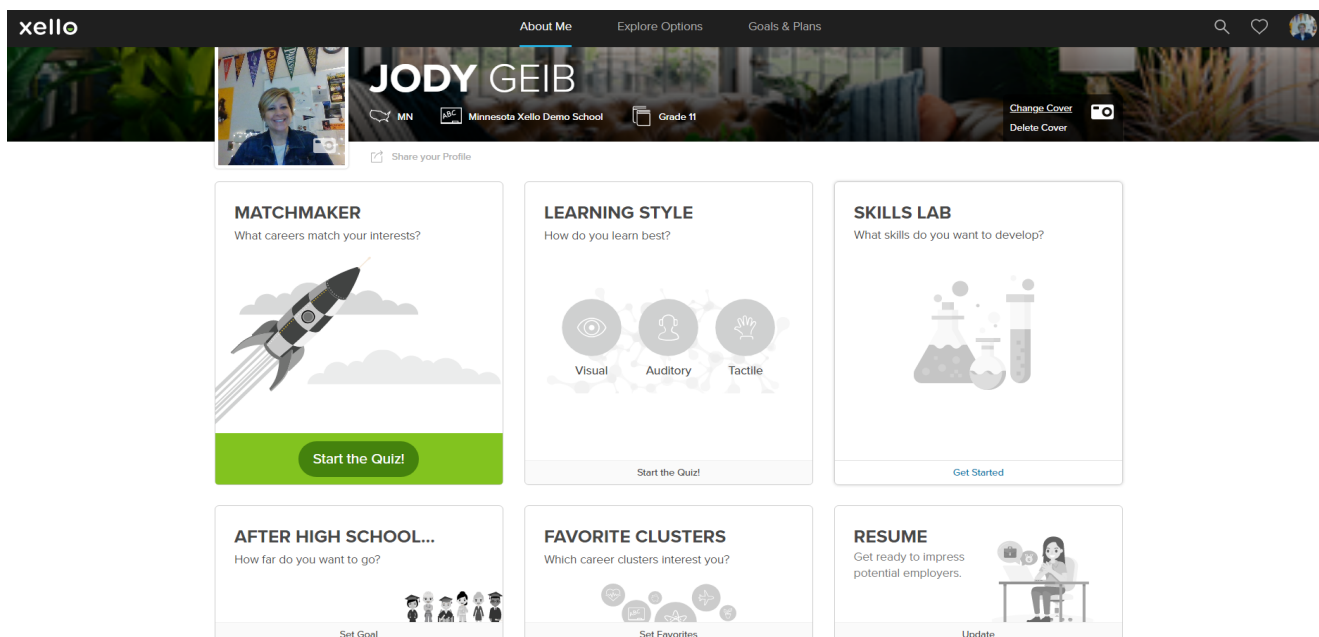 xello
About Me
Explore Options
Goals & Plans
JODY GEIB
MN
ABC
Minnesota Xello Demo School
Grade 11
Change Cover
Delete Cover
Share your Profile
MATCHMAKER
What careers match your interests?
Start the Quiz!
LEARNING STYLE
How do you learn best?
Visual
Auditory
Tactile
Start the Quiz!
SKILLS LAB
What skills do you want to develop?
Get Started
AFTER HIGH SCHOOL...
How far do you want to go?
Set Goal
FAVORITE CLUSTERS
Which career clusters interest you?
ABC
Set Favorites
RESUME
Get ready to impress
potential employers.
Update